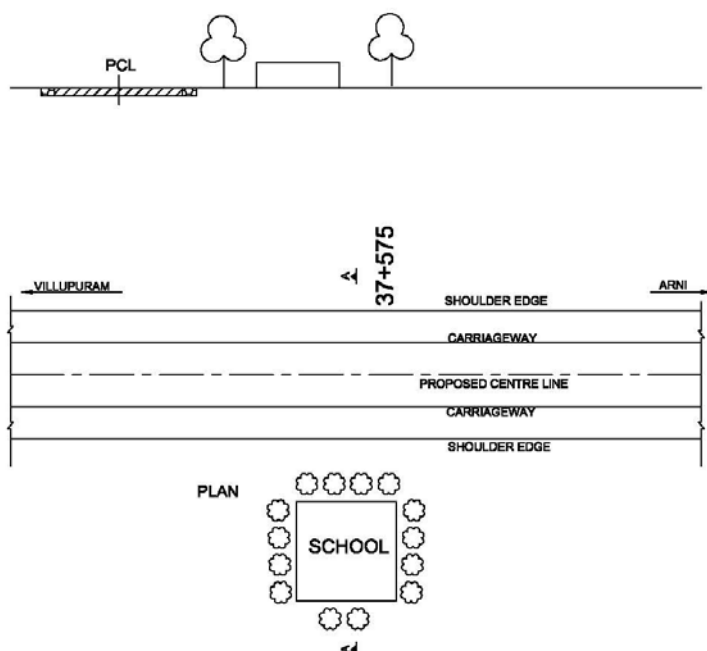 PCL
A
37+575
VILLUPURAM
ARNI
SHOULDER EDGE
CARRIAGEWAY
PROPOSED CENTRE LINE
CARRIAGEWAY
SHOULDER EDGE
PLAN
SCHOOL
A